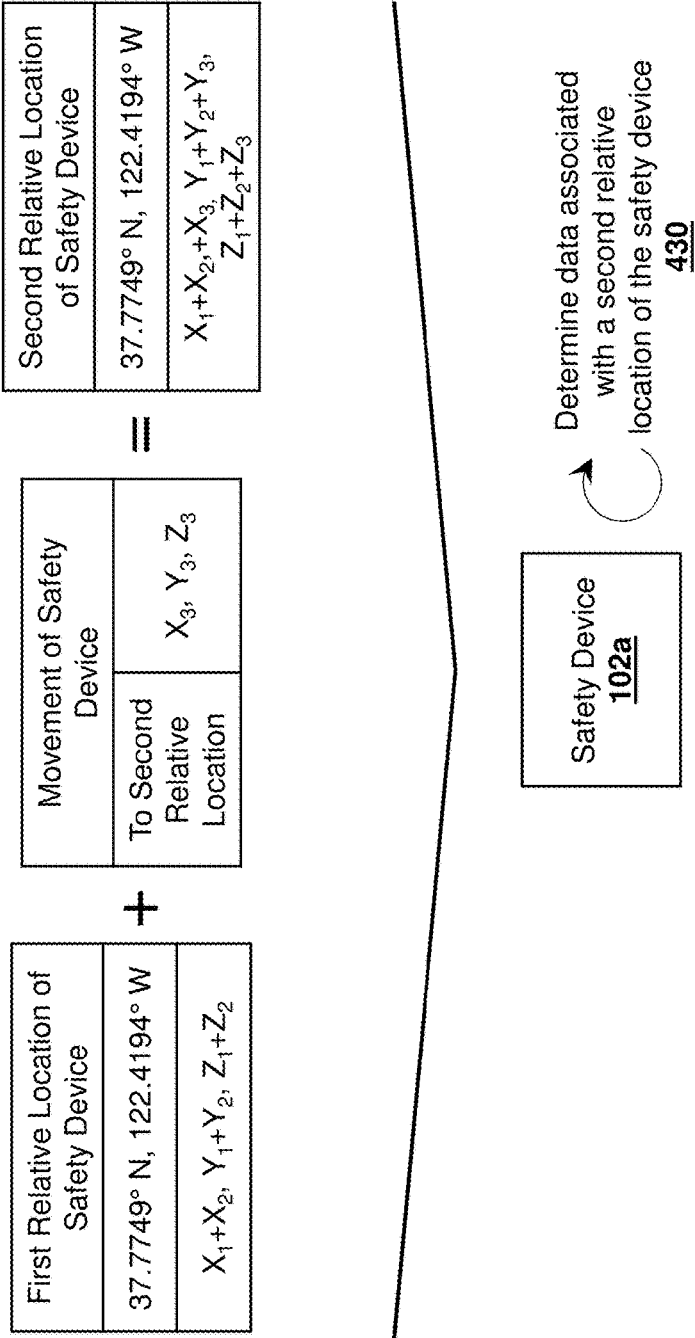 First Relative Location of
Safety Device
37.7749° N, 122.4194° W
X₁+X₂, Y₁+Y₂, Z₁+Z₂
+
Movement of Safety
Device
To Second
Relative
Location
X₃, Y₃, Z₃
=
Second Relative Location
of Safety Device
37.7749° N, 122.4194° W
X₁+X₂,+X₃, Y₁+Y₂+Y₃,
Z₁+Z₂+Z₃
Safety Device
102a
Determine data associated
with a second relative
location of the safety device
430